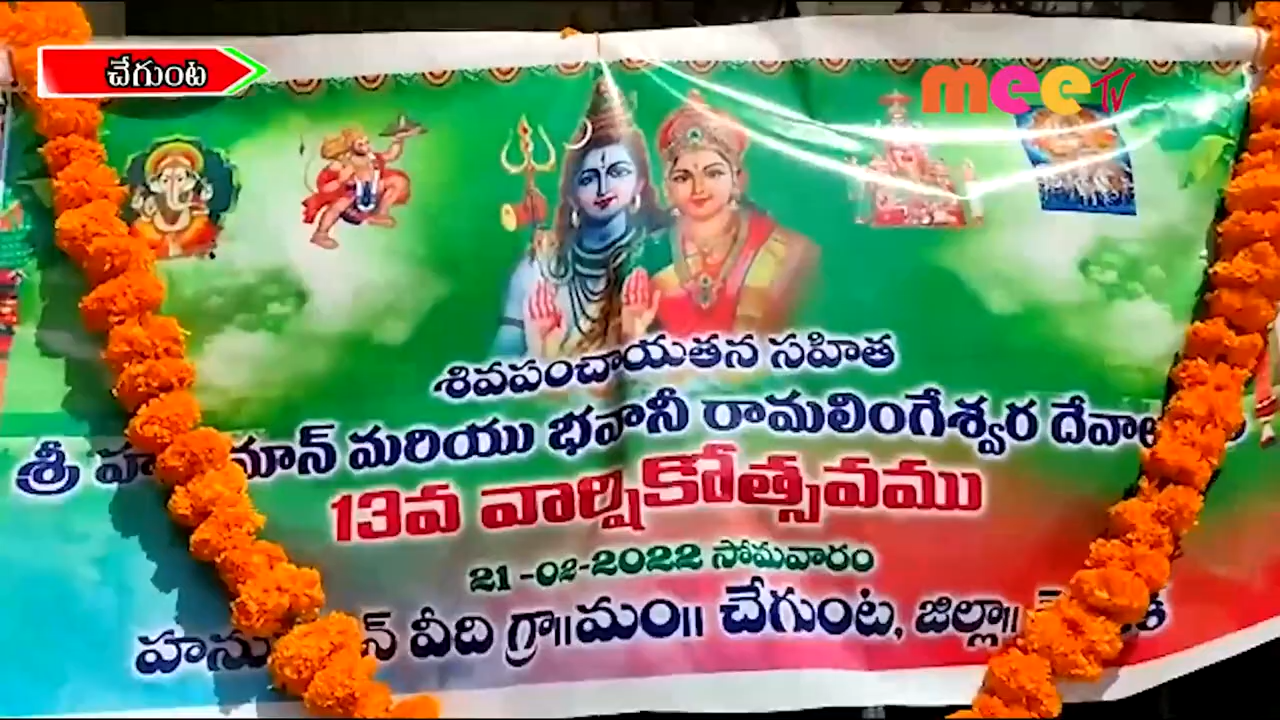 చేగుంట
mee TV
శివపంచాయతన సహిత
శ్రీ మరియు భవానీ రామలింగేశ్వర
13వ వార్షికోత్సవము
21-02-2022 సోమవారం
వీది గ్రా॥మం॥ చేగుంట, జిల్లా॥